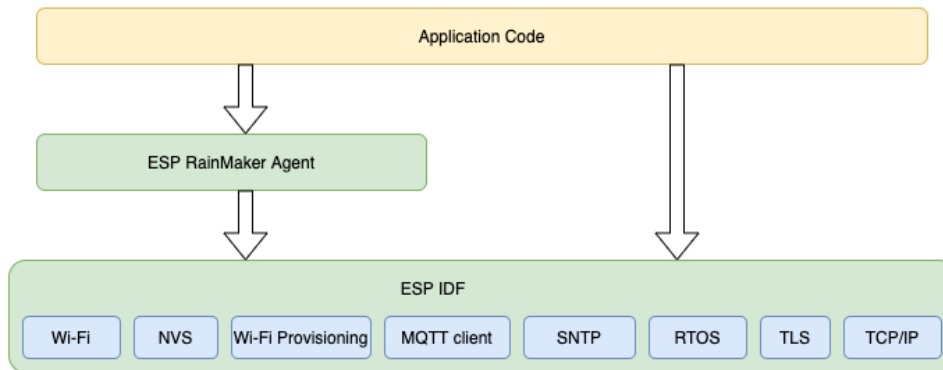 Application Code
ESP RainMaker Agent
ESP IDF
Wi-Fi
NVS
Wi-Fi Provisioning
MQTT client
SNTP
RTOS
TLS
TCP/IP